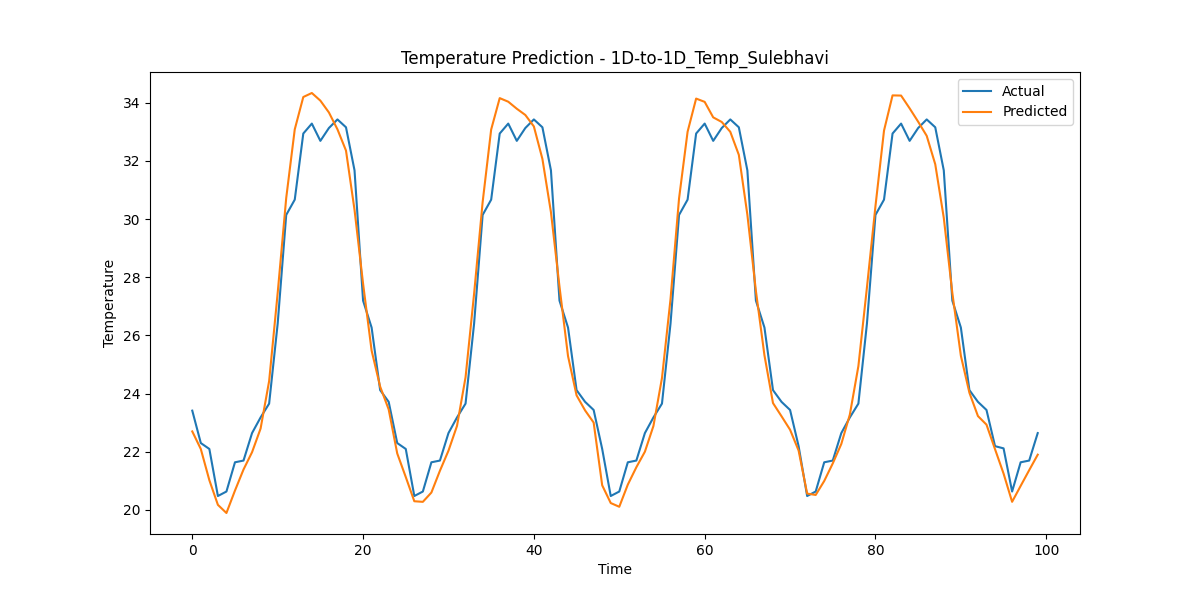 Temperature Prediction - 1D-to-1D_Temp_Sulebhavi
Actual
Predicted
34
32
30
28
26
24
22
20
Temperature
0 20 40 60 80 100
Time